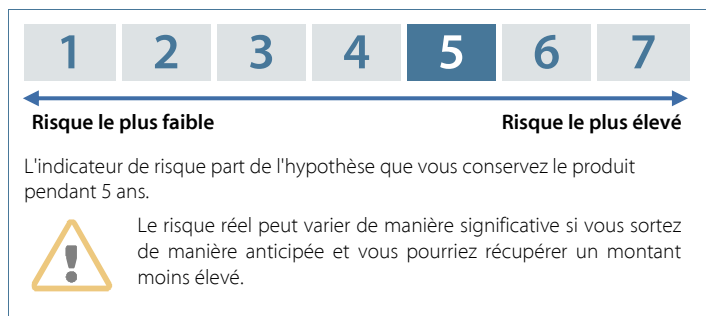 1 2 3 4 5 6 7
Risque le plus faible Risque le plus élevé
L'indicateur de risque part de l'hypothèse que vous conservez le produit
pendant 5 ans.
Le risque réel peut varier de manière significative si vous sortez
de manière anticipée et vous pourriez récupérer un montant
moins élevé.